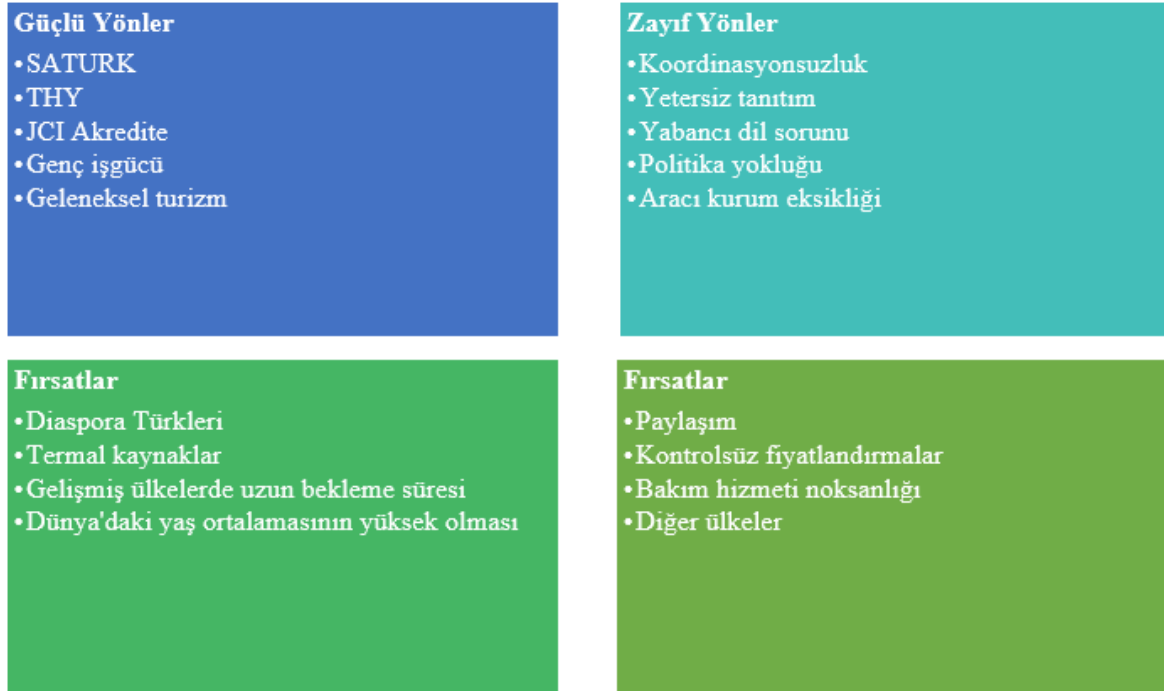 Güçlü Yönler
•SATURK
•THY
•JCI Akredite
•Genç işgücü
•Geleneksel turizm
Zayıf Yönler
•Koordinasyonsuzluk
•Yetersiz tanıtım
•Yabancı dil sorunu
•Politika yokluğu
•Aracı kurum eksikliği
Fırsatlar
•Diaspora Türkleri
•Termal kaynaklar
•Gelişmiş ülkelerde uzun bekleme süresi
•Dünya'daki yaş ortalamasının yüksek olması
Fırsatlar
•Paylaşım
•Kontrolsüz fiyatlandırmalar
•Bakım hizmeti noksanlığı
•Diğer ülkeler